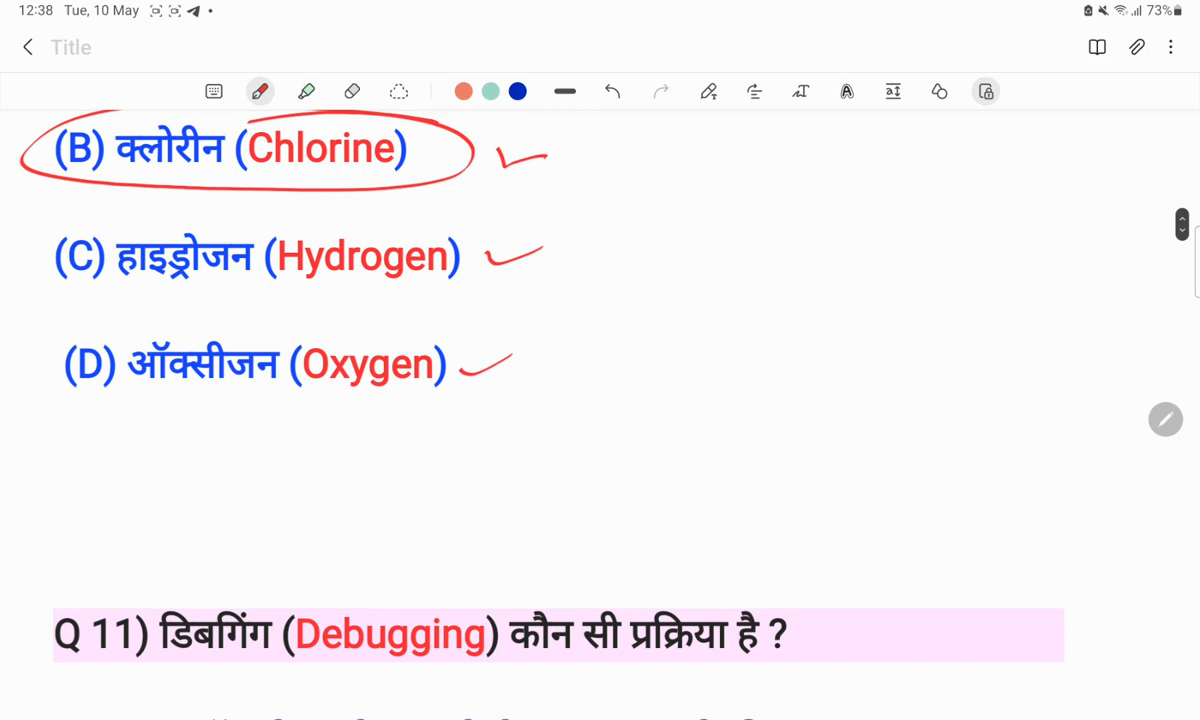 12:38 Tue, 10 May 73%
Title
(B) क्लोरीन (Chlorine)
(C) हाइड्रोजन (Hydrogen)
(D) ऑक्सीजन (Oxygen)
Q 11) डिबगिंग (Debugging) कौन सी प्रक्रिया है ?